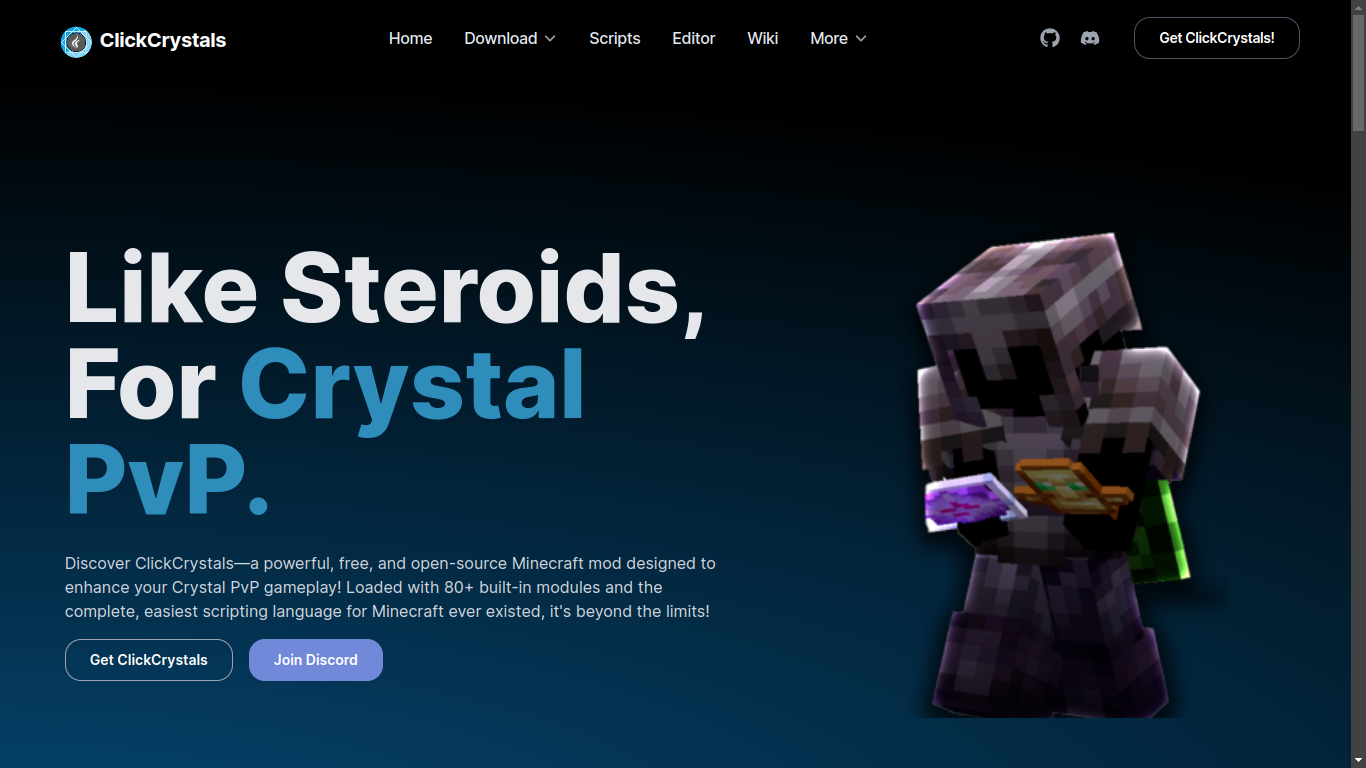 ClickCrystals
Home
Download
Scripts
Editor
Wiki
More
Get ClickCrystals!
Like Steroids,
For Crystal
PvP.
Discover ClickCrystals—a powerful, free, and open-source Minecraft mod designed to
enhance your Crystal PvP gameplay! Loaded with 80+ built-in modules and the
complete, easiest scripting language for Minecraft ever existed, it's beyond the limits!
Get ClickCrystals
Join Discord